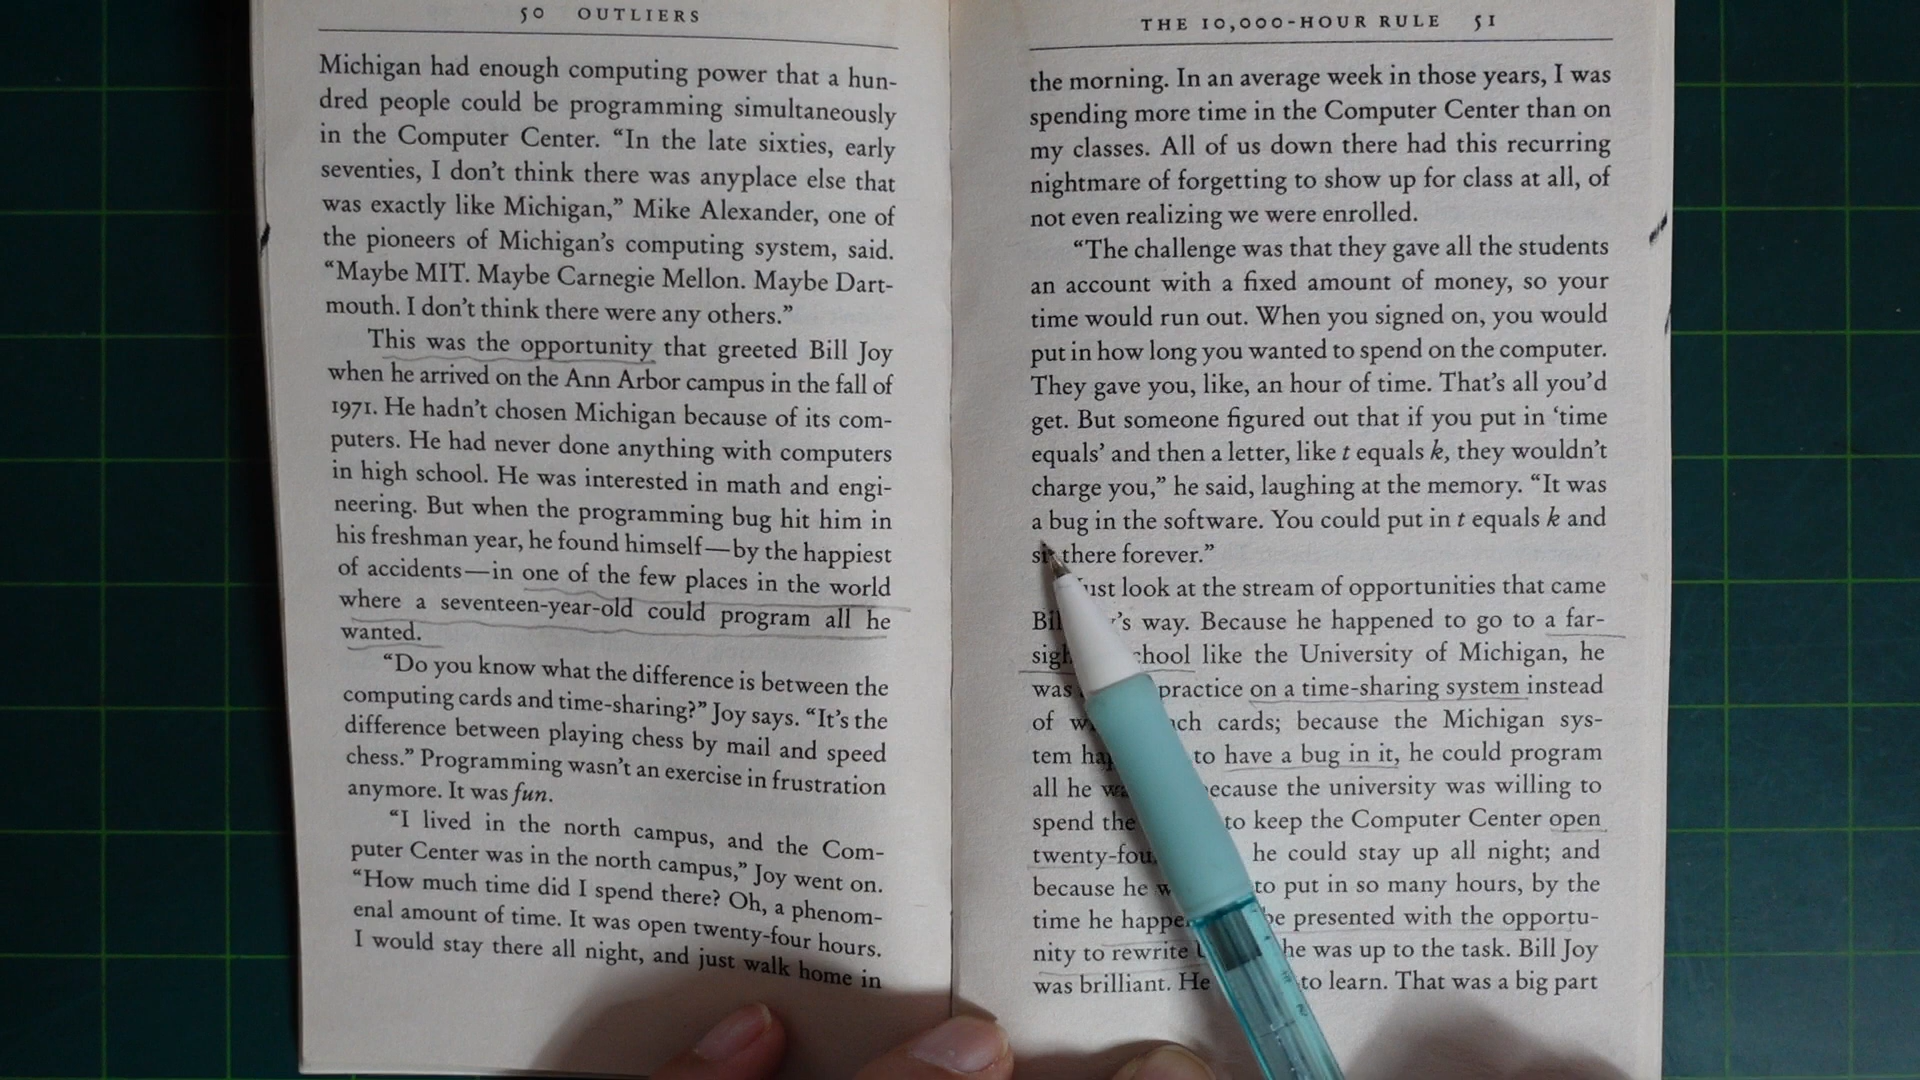 50 OUTLIERS
Michigan had enough computing power that a hun-
dred people could be programming simultaneously
in the Computer Center. “In the late sixties, early
seventies, I don’t think there was anyplace else that
was exactly like Michigan,” Mike Alexander, one of
the pioneers of Michigan’s computing system, said.
“Maybe MIT. Maybe Carnegie Mellon. Maybe Dart-
mouth. I don’t think there were any others.”
This was the opportunity that greeted Bill Joy
when he arrived on the Ann Arbor campus in the fall of
1971. He hadn’t chosen Michigan because of its com-
puters. He had never done anything with computers
in high school. He was interested in math and engi-
neering. But when the programming bug hit him in
his freshman year, he found himself—by the happiest
of accidents—in one of the few places in the world
where a seventeen-year-old could program all he
wanted.
“Do you know what the difference is between the
computing cards and time-sharing?” Joy says. “It’s the
difference between playing chess by mail and speed
chess.” Programming wasn’t an exercise in frustration
anymore. It was fun.
“I lived in the north campus, and the Com-
puter Center was in the north campus,” Joy went on.
“How much time did I spend there? Oh, a phenom-
enal amount of time. It was open twenty-four hours.
I would stay there all night, and just walk home in
THE 10,000-HOUR RULE 51
the morning. In an average week in those years, I was
spending more time in the Computer Center than on
my classes. All of us down there had this recurring
nightmare of forgetting to show up for class at all, of
not even realizing we were enrolled.
“The challenge was that they gave all the students
an account with a fixed amount of money, so your
time would run out. When you signed on, you would
put in how long you wanted to spend on the computer.
They gave you, like, an hour of time. That’s all you’d
get. But someone figured out that if you put in ‘time
equals’ and then a letter, like t equals k, they wouldn’t
charge you,” he said, laughing at the memory. “It was
a bug in the software. You could put in t equals k and
sit there forever.”
Just look at the stream of opportunities that came
way. Because he happened to go to a far-
school like the University of Michigan, he
was practice on a time-sharing system instead
of cards; because the Michigan sys-
tem to have a bug in it, he could program
all he because the university was willing to
spend the to keep the Computer Center open
he could stay up all night; and
because he to put in so many hours, by the
time he be presented with the opportu-
nity to rewrite he was up to the task. Bill Joy
was brilliant. He to learn. That was a big part